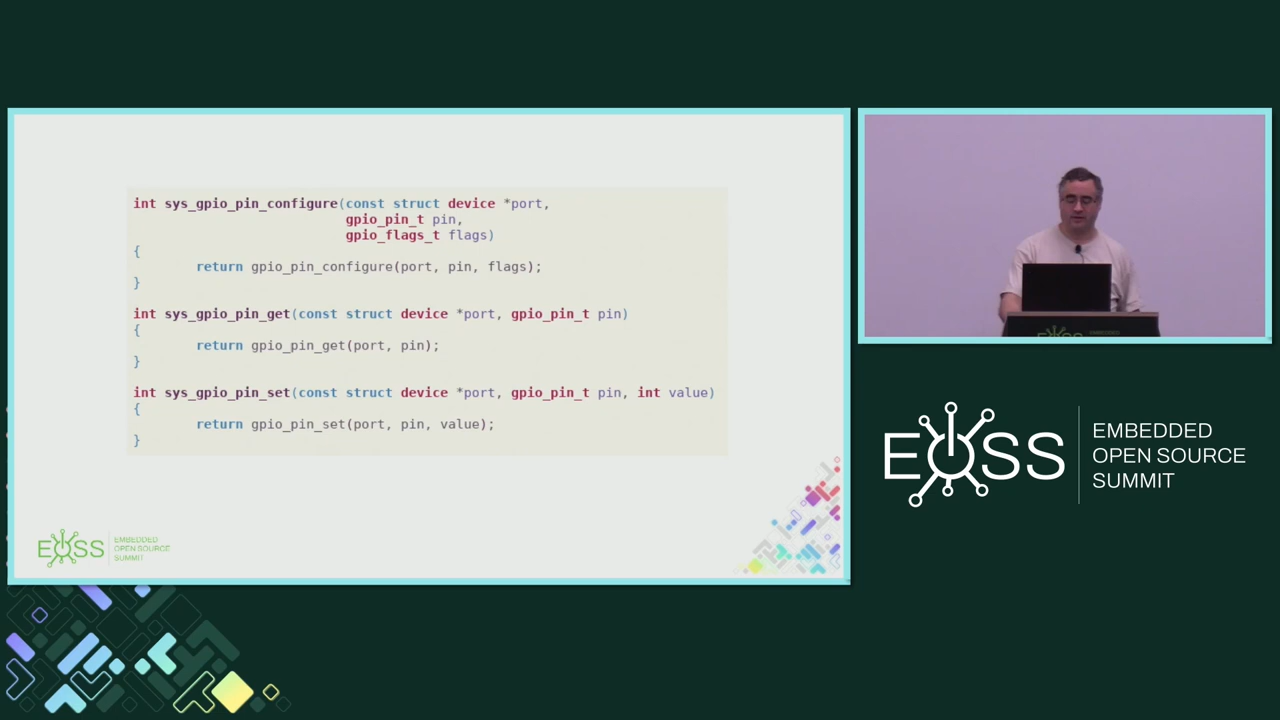 int sys_gpio_pin_configure(const struct device *port,
gpio_pin_t pin,
gpio_flags_t flags)
{
return gpio_pin_configure(port, pin, flags);
}
int sys_gpio_pin_get(const struct device *port, gpio_pin_t pin)
{
return gpio_pin_get(port, pin);
}
int sys_gpio_pin_set(const struct device *port, gpio_pin_t pin, int value)
{
return gpio_pin_set(port, pin, value);
}
EOSS
EMBEDDED
OPEN SOURCE
SUMMIT
EOSS
EMBEDDED
OPEN SOURCE
SUMMIT